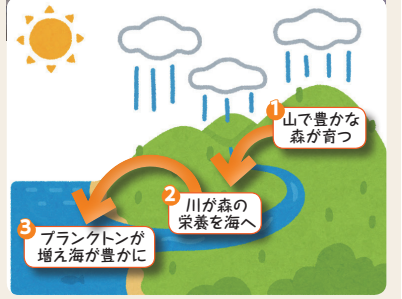 1
山で豊かな
森が育つ
2
川が森の
栄養を海へ
3
プランクトンが
増え海が豊かに